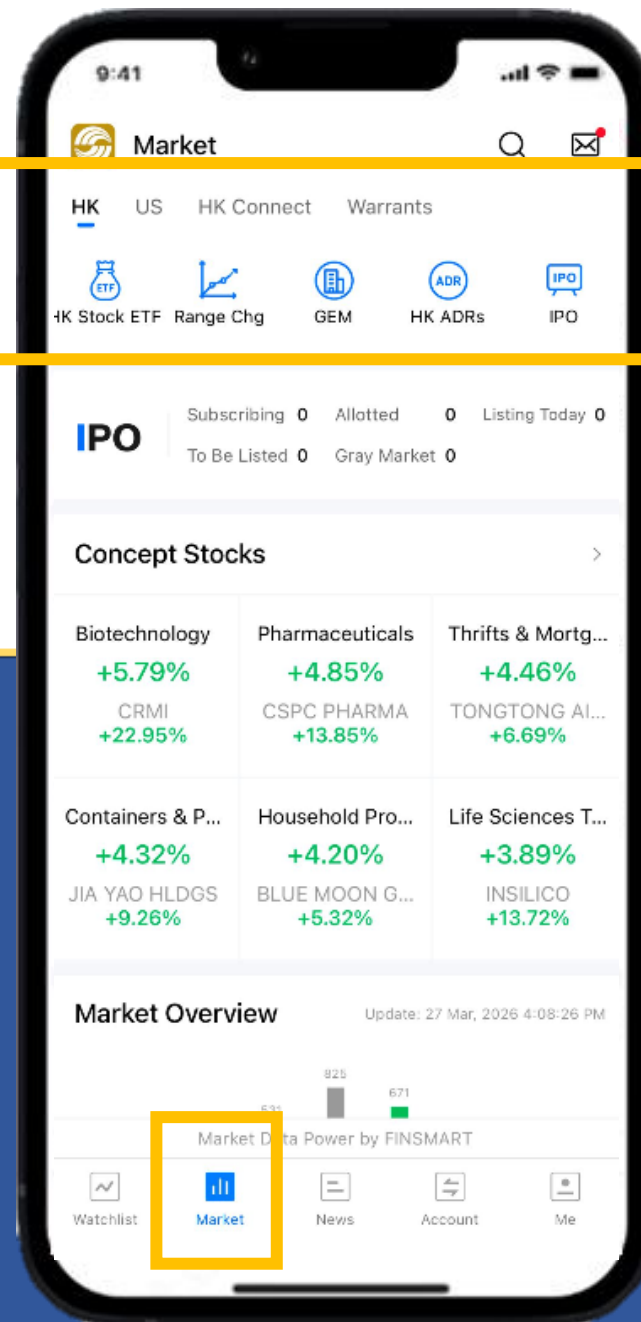 9:41
Market
HK US HK Connect Warrants
ETF ADR IPO
HK Stock ETF Range Chg GEM HK ADRs IPO
IPO
Subscribing 0 Allotted 0 Listing Today 0
To Be Listed 0 Gray Market 0
Concept Stocks
Biotechnology Pharmaceuticals Thrifts & Mortg...
+5.79% +4.85% +4.46%
CRMI CSPC PHARMA TONGTONG AI...
+22.95% +13.85% +6.69%
Containers & P... Household Pro... Life Sciences T...
+4.32% +4.20% +3.89%
JIA YAO HLDGS BLUE MOON G... INSILICO
+9.26% +5.32% +13.72%
Market Overview Update: 27 Mar, 2026 4:08:26 PM
825
671
Market Data Power by FINSMART
Watchlist Market News Account Me